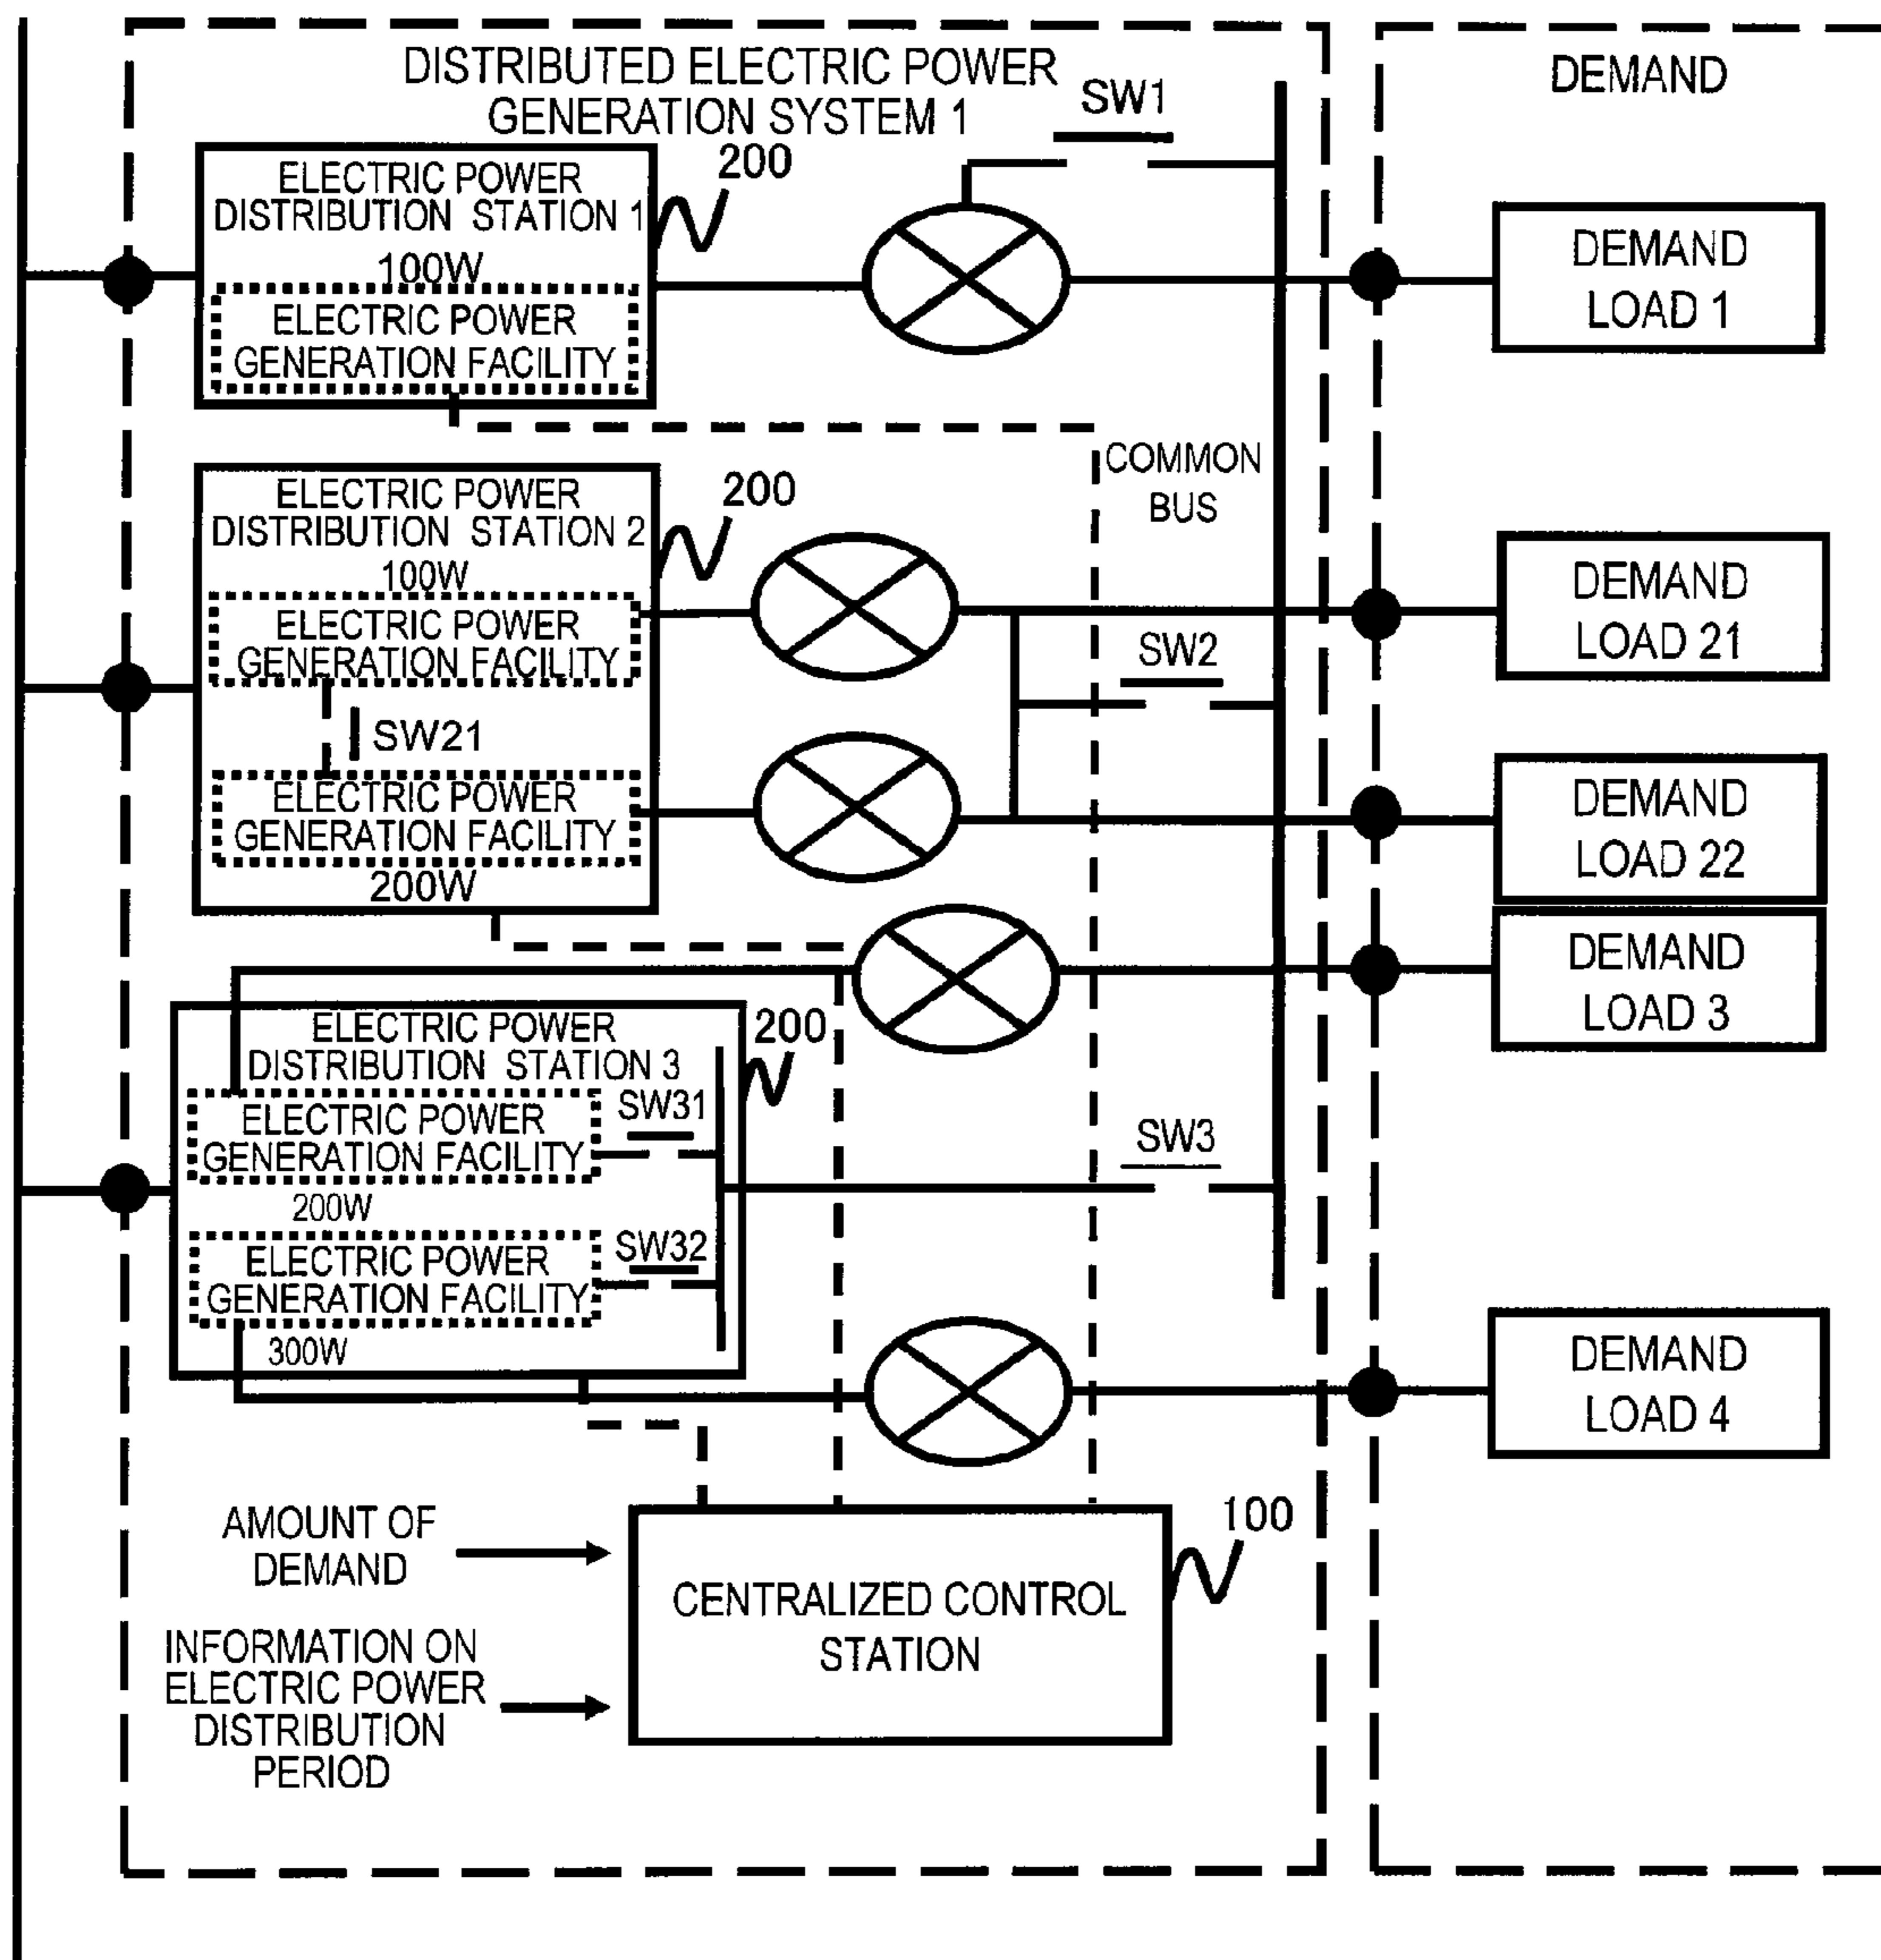 DISTRIBUTED ELECTRIC POWER
GENERATION SYSTEM 1
DEMAND
SW1
200
ELECTRIC POWER
DISTRIBUTION STATION 1
100W
ELECTRIC POWER
GENERATION FACILITY
DEMAND
LOAD 1
COMMON
BUS
200
ELECTRIC POWER
DISTRIBUTION STATION 2
100W
ELECTRIC POWER
GENERATION FACILITY
SW21
ELECTRIC POWER
GENERATION FACILITY
200W
SW2
DEMAND
LOAD 21
DEMAND
LOAD 22
DEMAND
LOAD 3
200
ELECTRIC POWER
DISTRIBUTION STATION 3
ELECTRIC POWER
GENERATION FACILITY
SW31
200W
ELECTRIC POWER
GENERATION FACILITY
SW32
300W
SW3
DEMAND
LOAD 4
AMOUNT OF
DEMAND
INFORMATION ON
ELECTRIC POWER
DISTRIBUTION
PERIOD
100
CENTRALIZED CONTROL
STATION